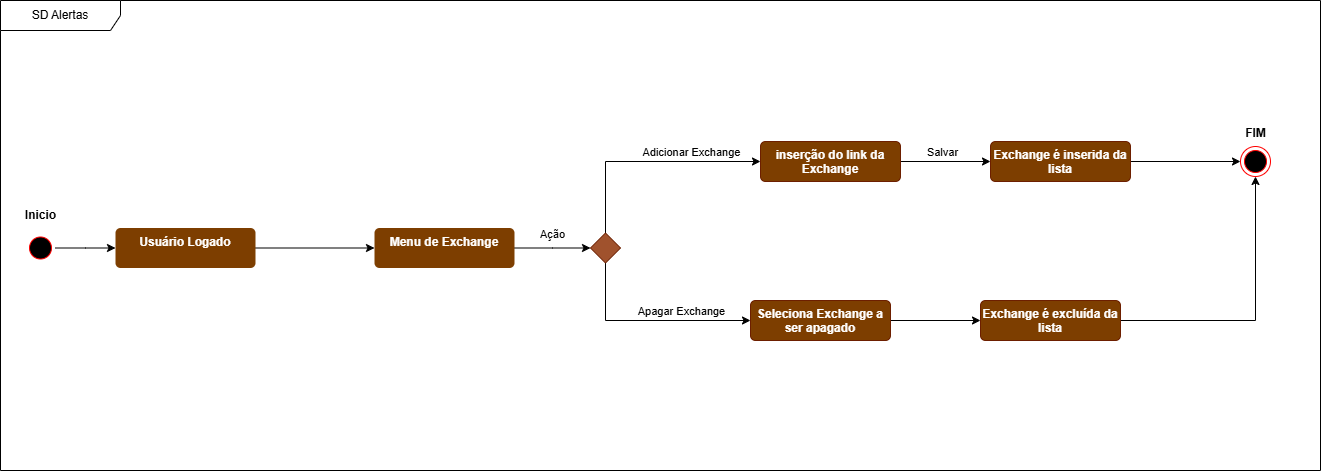 SD Alertas
FIM
Adicionar Exchange
inserção do link da
Exchange
Salvar
Exchange é inserida da
lista
Inicio
Usuário Logado
Menu de Exchange
Ação
Apagar Exchange
Seleciona Exchange a
ser apagado
Exchange é excluída da
lista